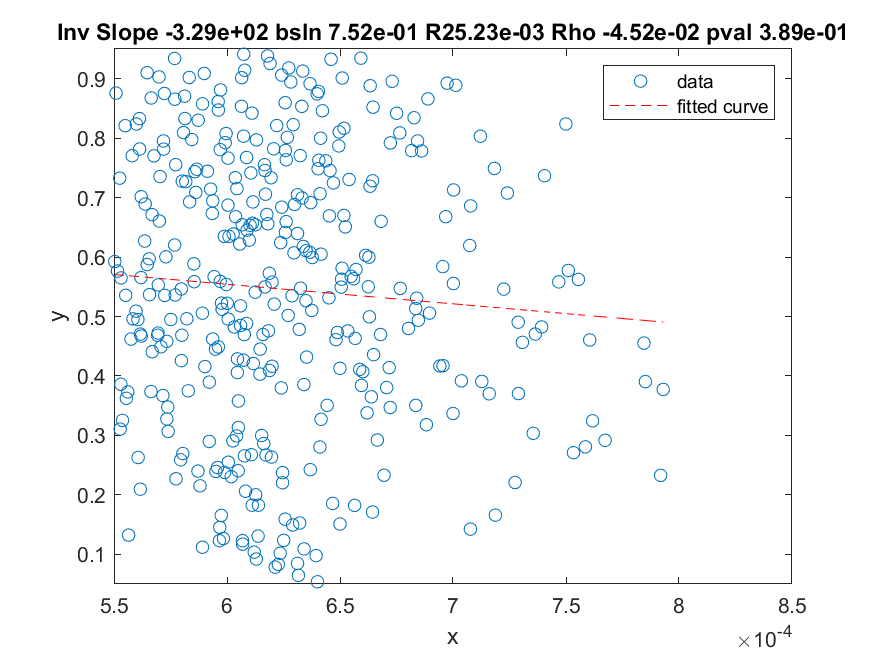 Inv Slope -3.29e+02 bsln 7.52e-01 R25.23e-03 Rho -4.52e-02 pval 3.89e-01
data
fitted curve
0.9
0.8
0.7
0.6
0.5
0.4
0.3
0.2
0.1
y
5.5 6 6.5 7 7.5 8 8.5
x
×10⁻⁴